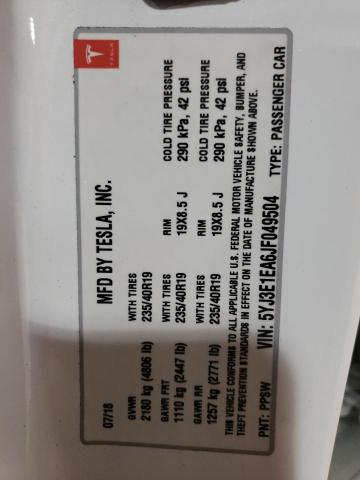 TESLA
MFD BY TESLA, INC.
07/18
GVWR WITH TIRES RIM COLD TIRE PRESSURE
2180 kg (4806 lb) 235/40R19 19X8.5 J 290 kPa, 42 psi
GAWR FRT WITH TIRES RIM COLD TIRE PRESSURE
1110 kg (2447 lb) 235/40R19 19X8.5 J 290 kPa, 42 psi
GAWR RR WITH TIRES
1257 kg (2771 lb) 235/40R19
THIS VEHICLE CONFORMS TO ALL APPLICABLE U.S. FEDERAL MOTOR VEHICLE SAFETY, BUMPER, AND
THEFT PREVENTION STANDARDS IN EFFECT ON THE DATE OF MANUFACTURE SHOWN ABOVE.
PNT: PPSW VIN: 5YJ3E1EA6JF049504 TYPE: PASSENGER CAR